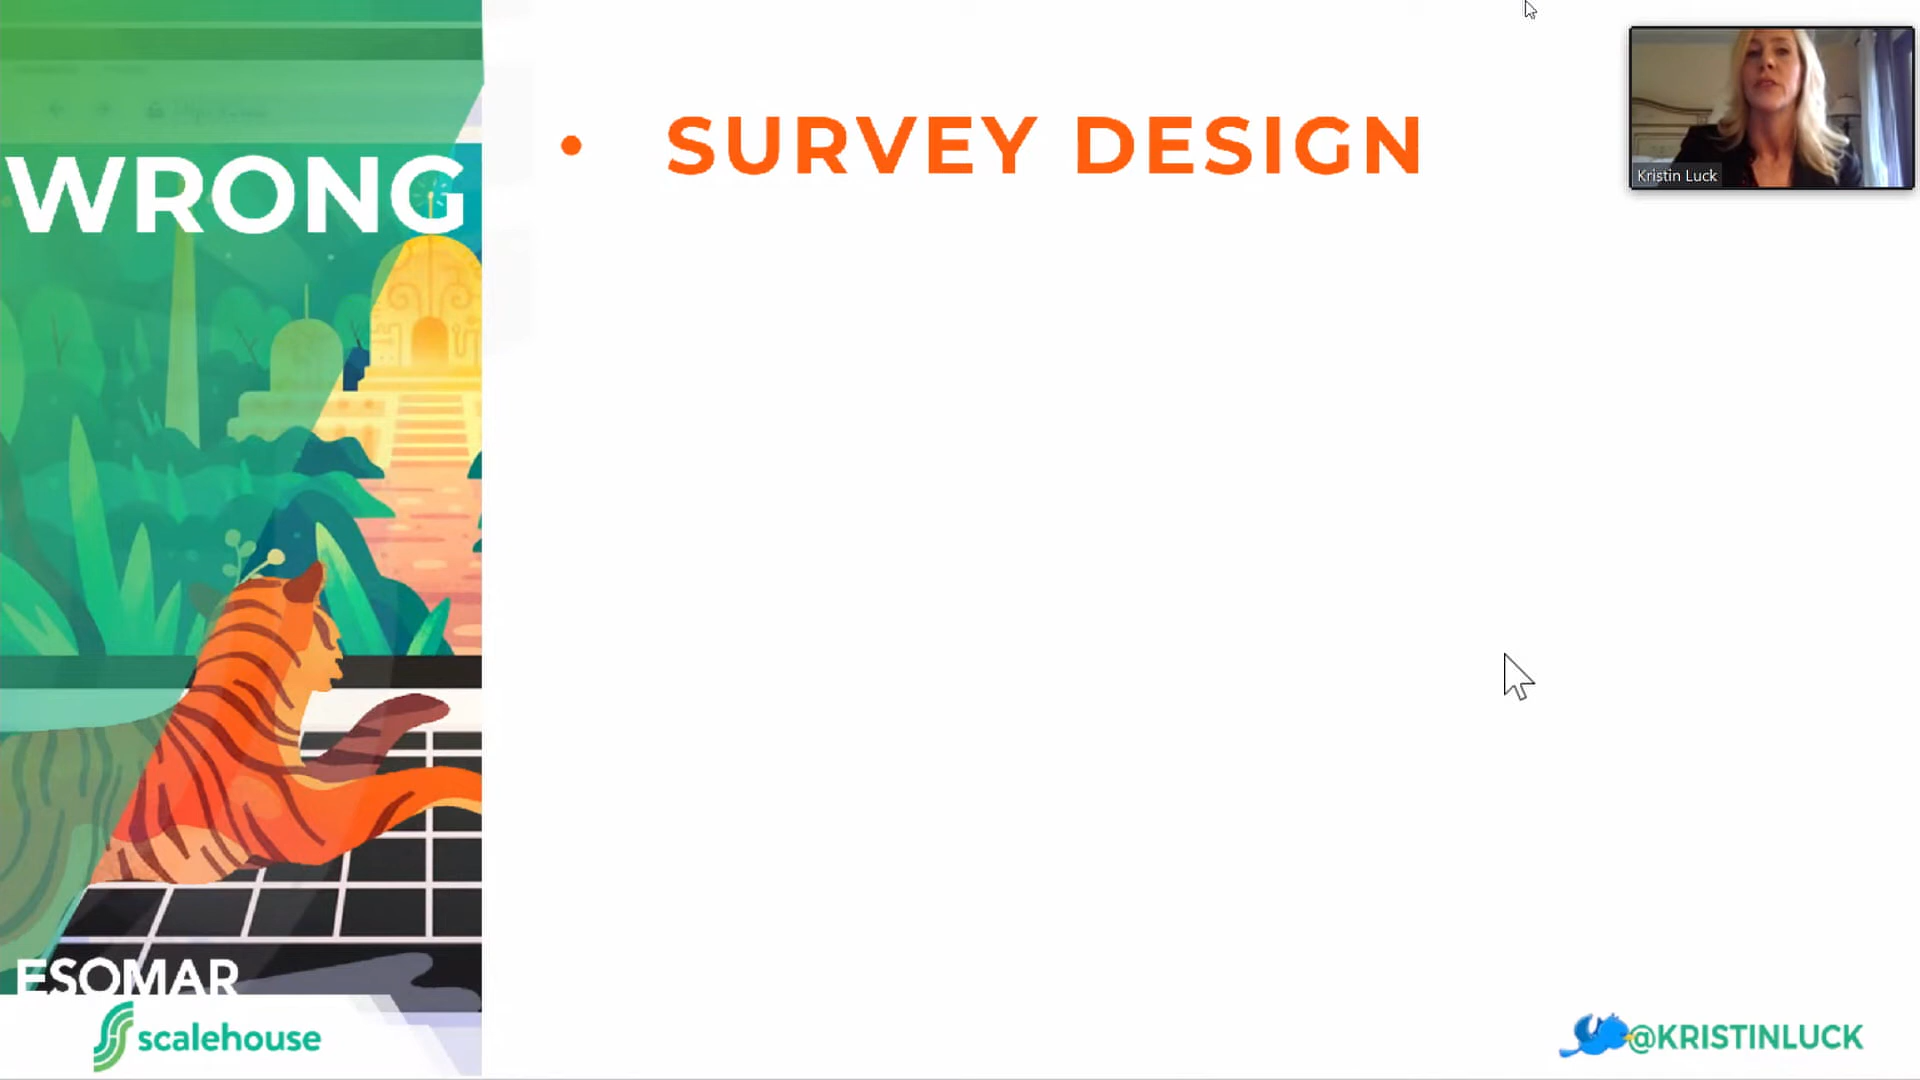 WRONG
• SURVEY DESIGN
Kristin Luck
ESOMAR
scalehouse
@KRISTINLUCK